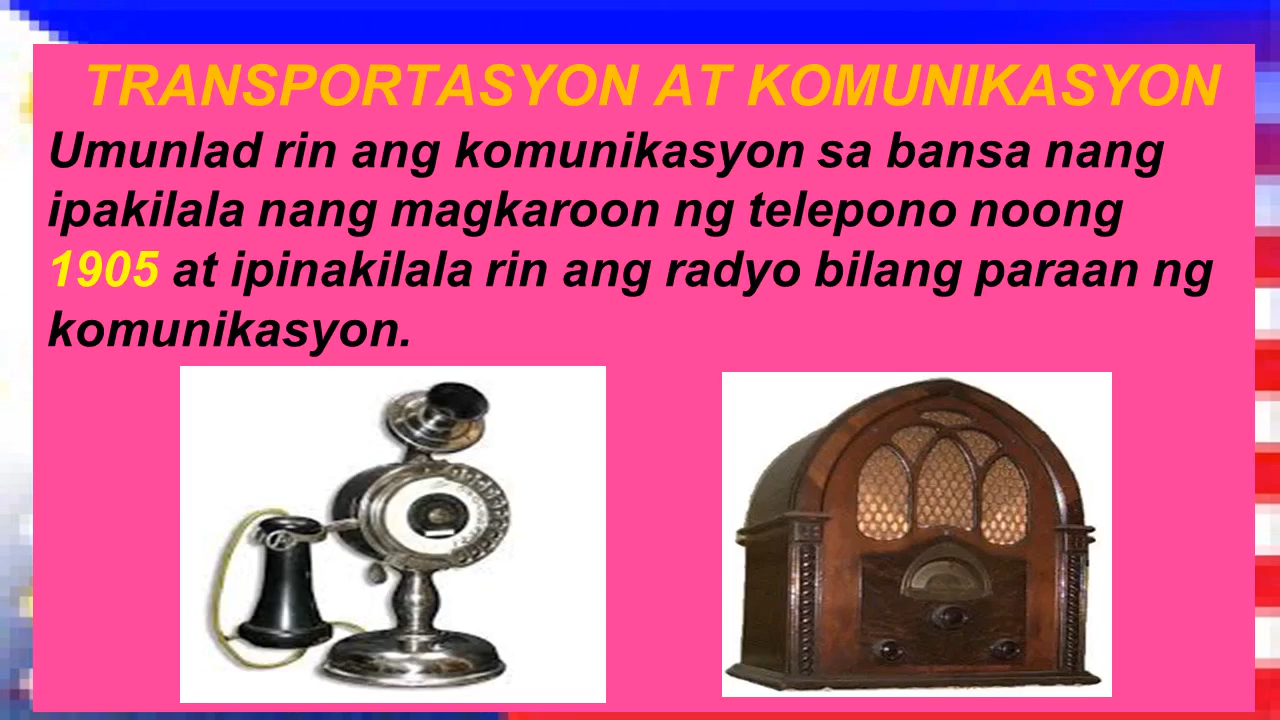 TRANSPORTASYON AT KOMUNIKASYON
Umunlad rin ang komunikasyon sa bansa nang
ipakilala nang magkaroon ng telepono noong
1905 at ipinakilala rin ang radyo bilang paraan ng
komunikasyon.